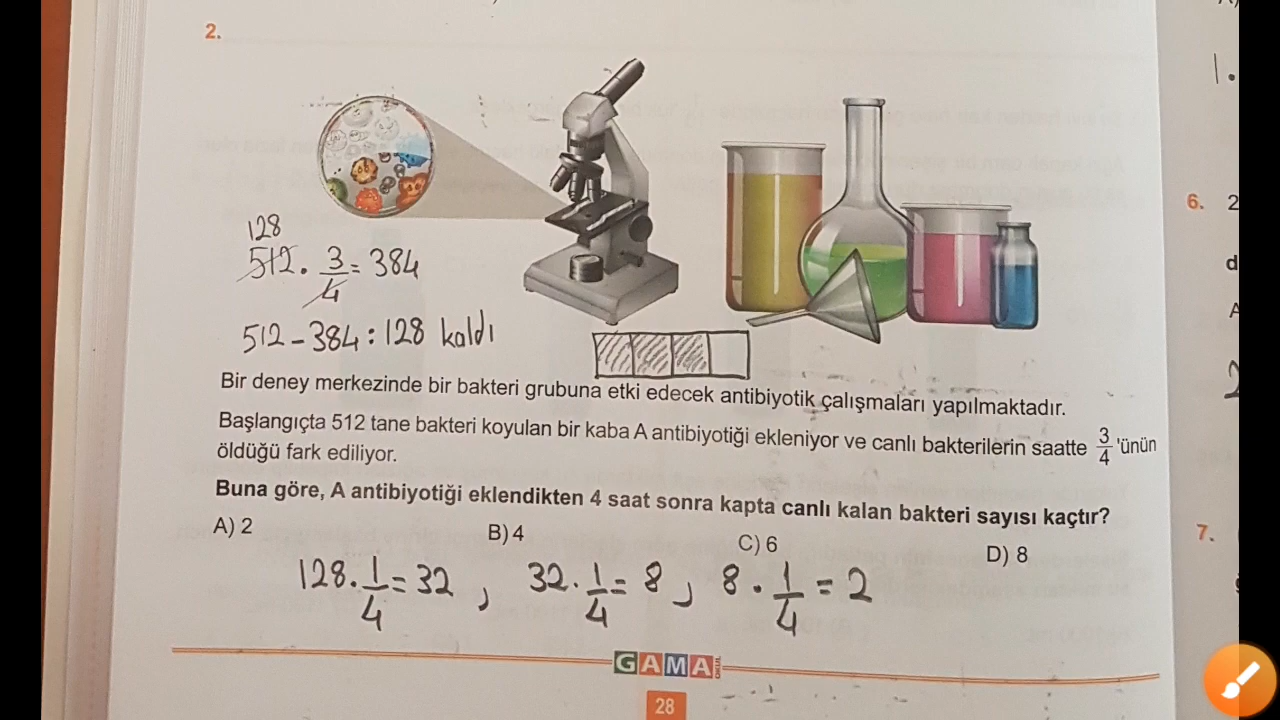 2.
128
512 . 3/4 = 384
512 - 384 : 128 kaldı
Bir deney merkezinde bir bakteri grubuna etki edecek antibiyotik çalışmaları yapılmaktadır.
Başlangıçta 512 tane bakteri koyulan bir kaba A antibiyotiği ekleniyor ve canlı bakterilerin saatte 3/4 'ünün
öldüğü fark ediliyor.
Buna göre, A antibiyotiği eklendikten 4 saat sonra kapta canlı kalan bakteri sayısı kaçtır?
A) 2 B) 4 C) 6 D) 8
128 . 1/4 = 32 , 32 . 1/4 = 8 , 8 . 1/4 = 2
GAMA
28
1.
6. 2
d
7.